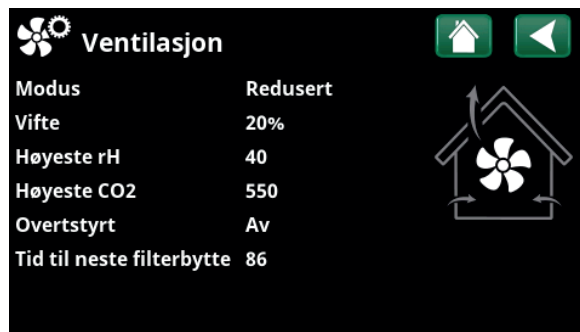 Ventilasjon
Modus Redusert
Vifte 20%
Høyeste rH 40
Høyeste CO2 550
Overtstyrt Av
Tid til neste filterbytte 86